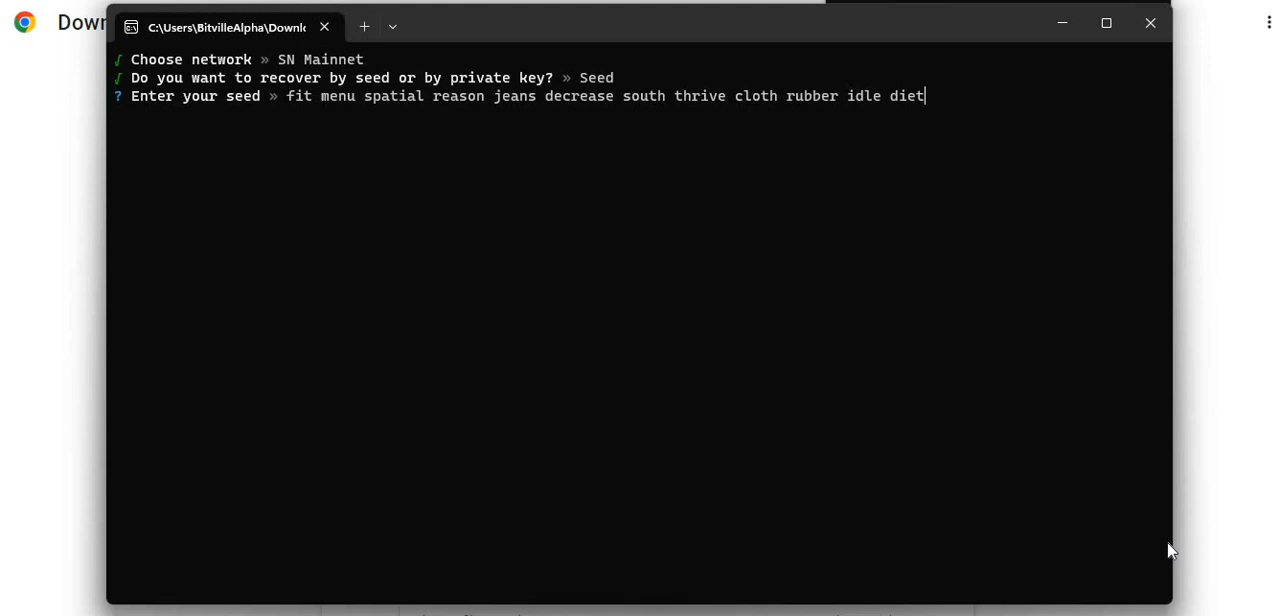 Down
C:\Users\BitvilleAlpha\Downl
√ Choose network » SN Mainnet
√ Do you want to recover by seed or by private key? » Seed
? Enter your seed » fit menu spatial reason jeans decrease south thrive cloth rubber idle diet